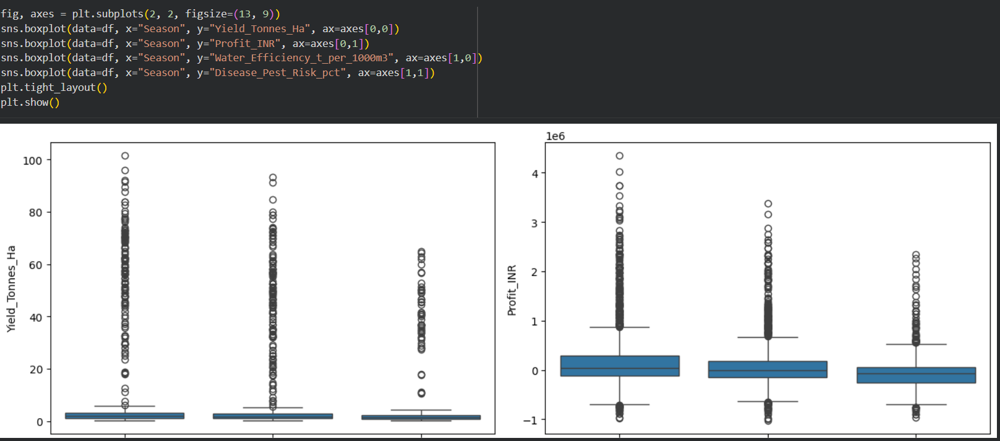 fig, axes = plt.subplots(2, 2, figsize=(13, 9))
sns.boxplot(data=df, x="Season", y="Yield_Tonnes_Ha", ax=axes[0,0])
sns.boxplot(data=df, x="Season", y="Profit_INR", ax=axes[0,1])
sns.boxplot(data=df, x="Season", y="Water_Efficiency_t_per_1000m3", ax=axes[1,0])
sns.boxplot(data=df, x="Season", y="Disease_Pest_Risk_pct", ax=axes[1,1])
plt.tight_layout()
plt.show()
Yield_Tonnes_Ha
100
80
60
40
20
0
1e6
Profit_INR
4
3
2
1
0
−1